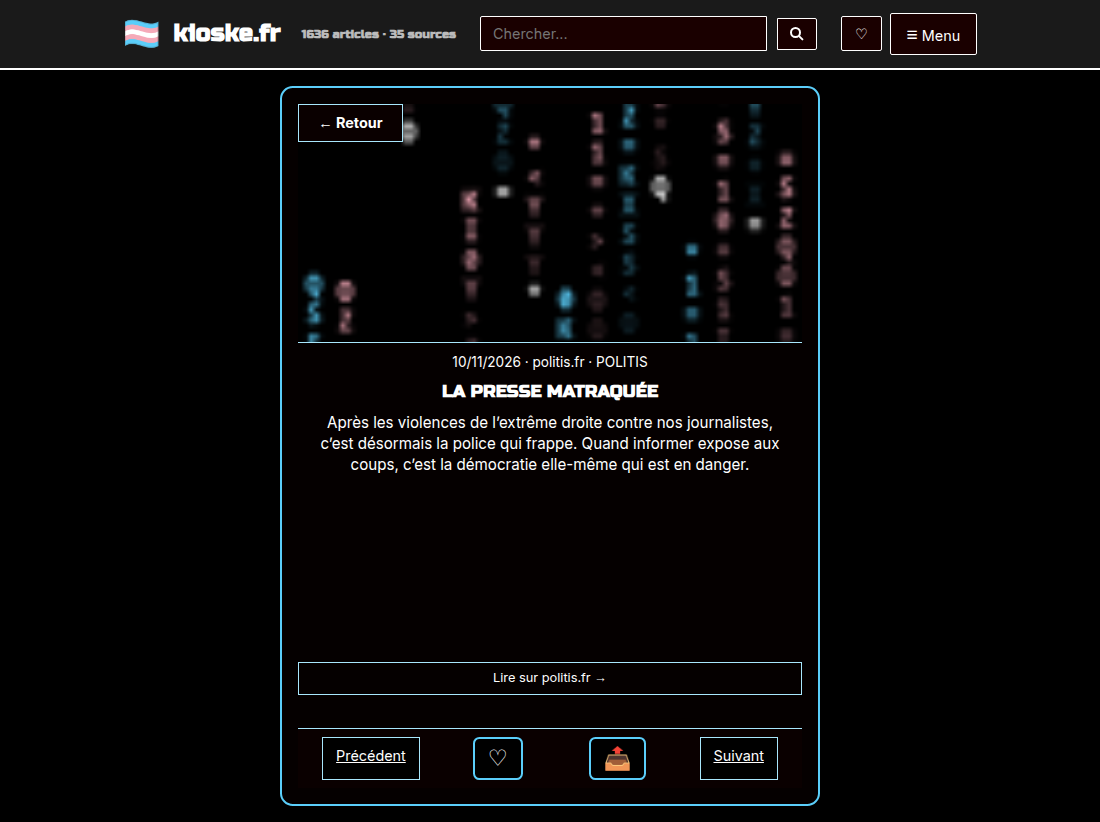 kioske.fr
1636 articles · 35 sources
Chercher...
♡
≡ Menu
← Retour
10/11/2026 · politis.fr · POLITIS
LA PRESSE MATRAQUÉE
Après les violences de l'extrême droite contre nos journalistes,
c'est désormais la police qui frappe. Quand informer expose aux
coups, c'est la démocratie elle-même qui est en danger.
Lire sur politis.fr →
Précédent
♡
Suivant